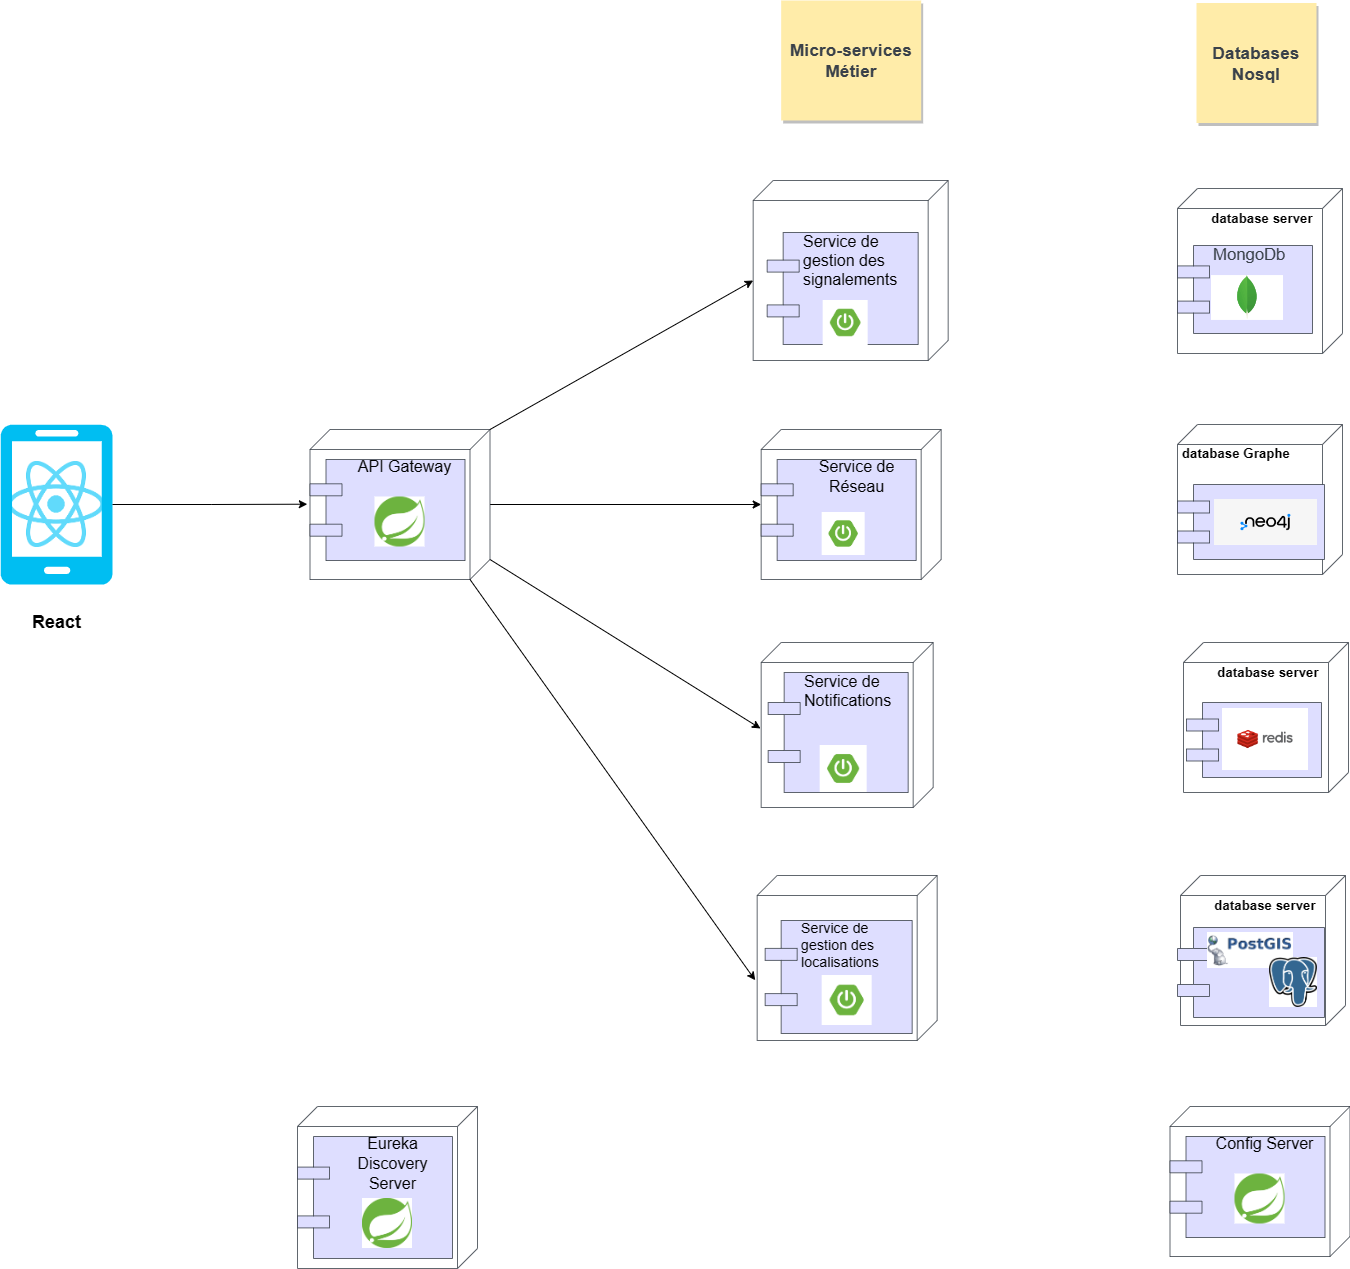 Micro-services
Métier
Databases
Nosql
Service de
gestion des
signalements
database server
MongoDb
React
API Gateway
Service de
Réseau
database Graphe
neo4j
Service de
Notifications
database server
redis
Service de
gestion des
localisations
database server
PostGIS
Eureka
Discovery
Server
Config Server